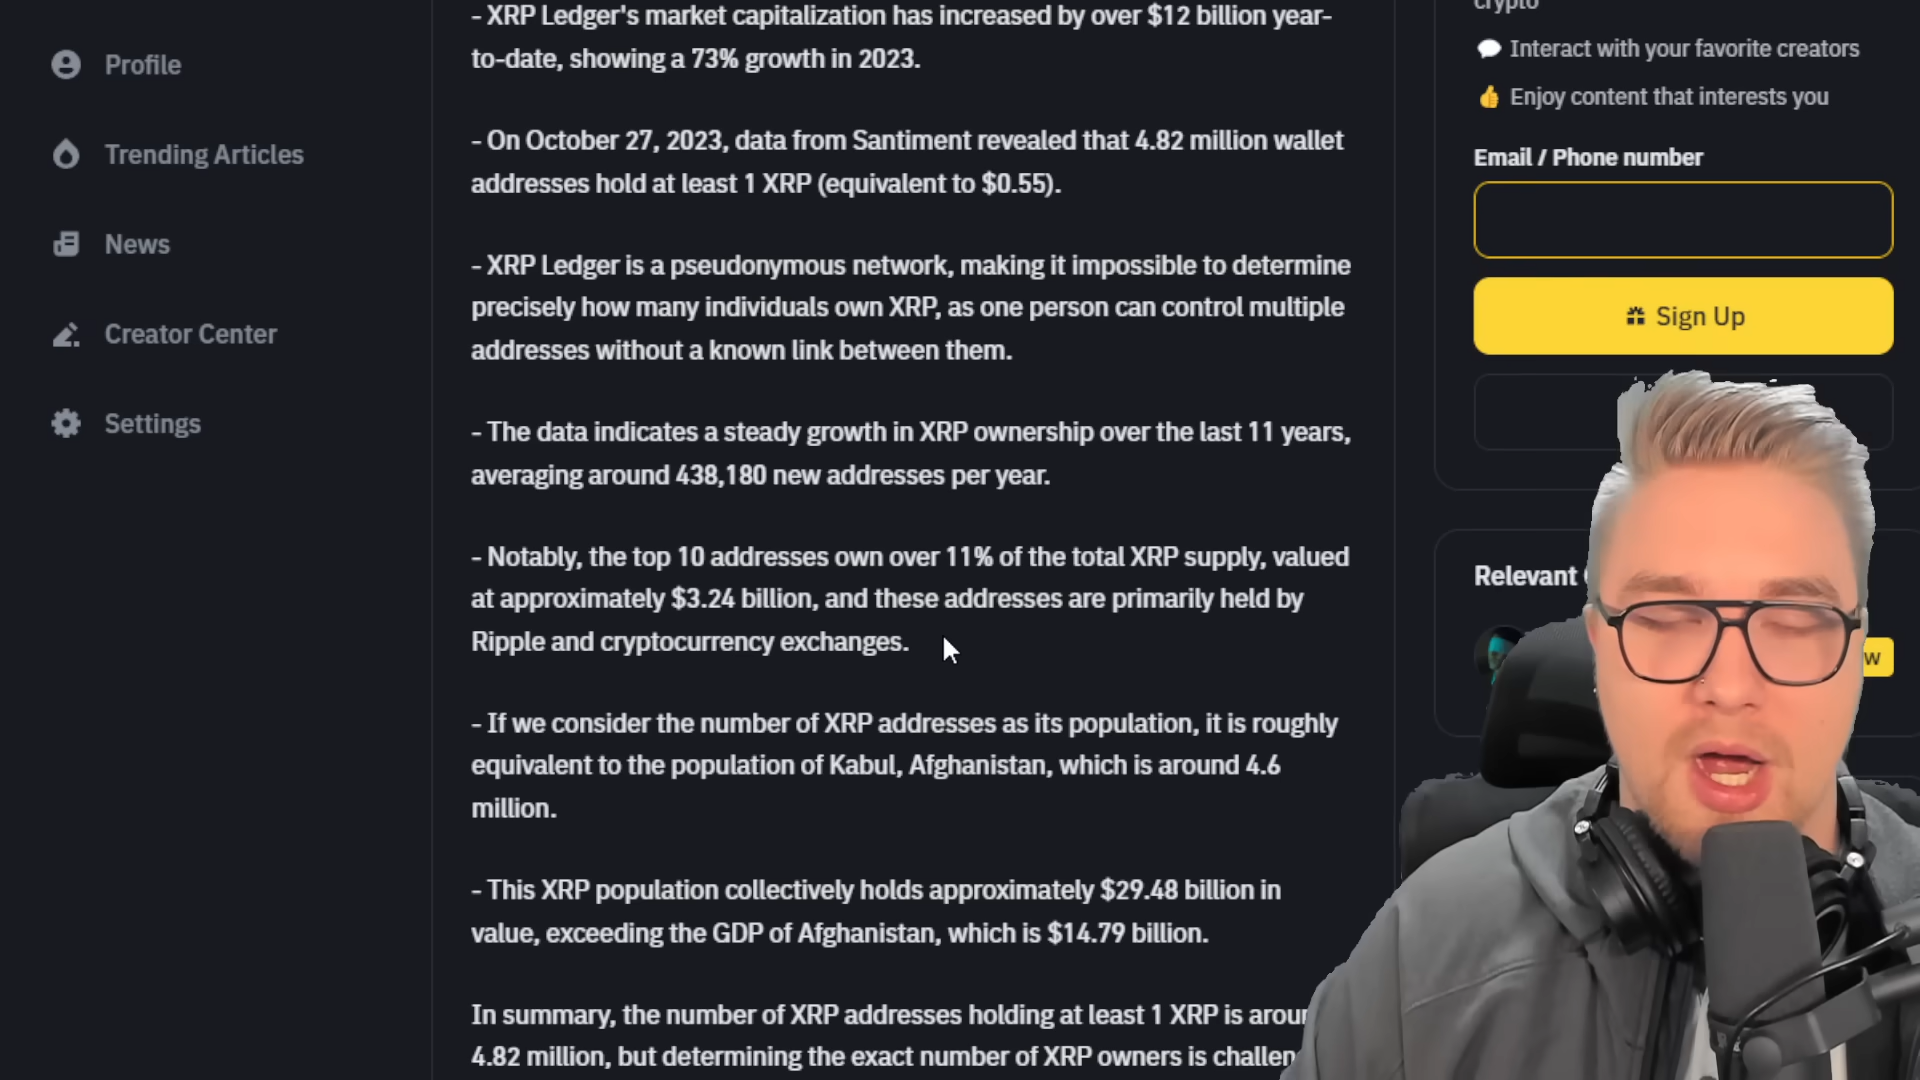 Profile
Trending Articles
News
Creator Center
Settings
- XRP Ledger's market capitalization has increased by over $12 billion year-
to-date, showing a 73% growth in 2023.
- On October 27, 2023, data from Santiment revealed that 4.82 million wallet
addresses hold at least 1 XRP (equivalent to $0.55).
- XRP Ledger is a pseudonymous network, making it impossible to determine
precisely how many individuals own XRP, as one person can control multiple
addresses without a known link between them.
- The data indicates a steady growth in XRP ownership over the last 11 years,
averaging around 438,180 new addresses per year.
- Notably, the top 10 addresses own over 11% of the total XRP supply, valued
at approximately $3.24 billion, and these addresses are primarily held by
Ripple and cryptocurrency exchanges.
- If we consider the number of XRP addresses as its population, it is roughly
equivalent to the population of Kabul, Afghanistan, which is around 4.6
million.
- This XRP population collectively holds approximately $29.48 billion in
value, exceeding the GDP of Afghanistan, which is $14.79 billion.
In summary, the number of XRP addresses holding at least 1 XRP is
4.82 million, but determining the exact number of XRP owners is
crypto
Interact with your favorite creators
Enjoy content that interests you
Email / Phone number
Sign Up
Relevant